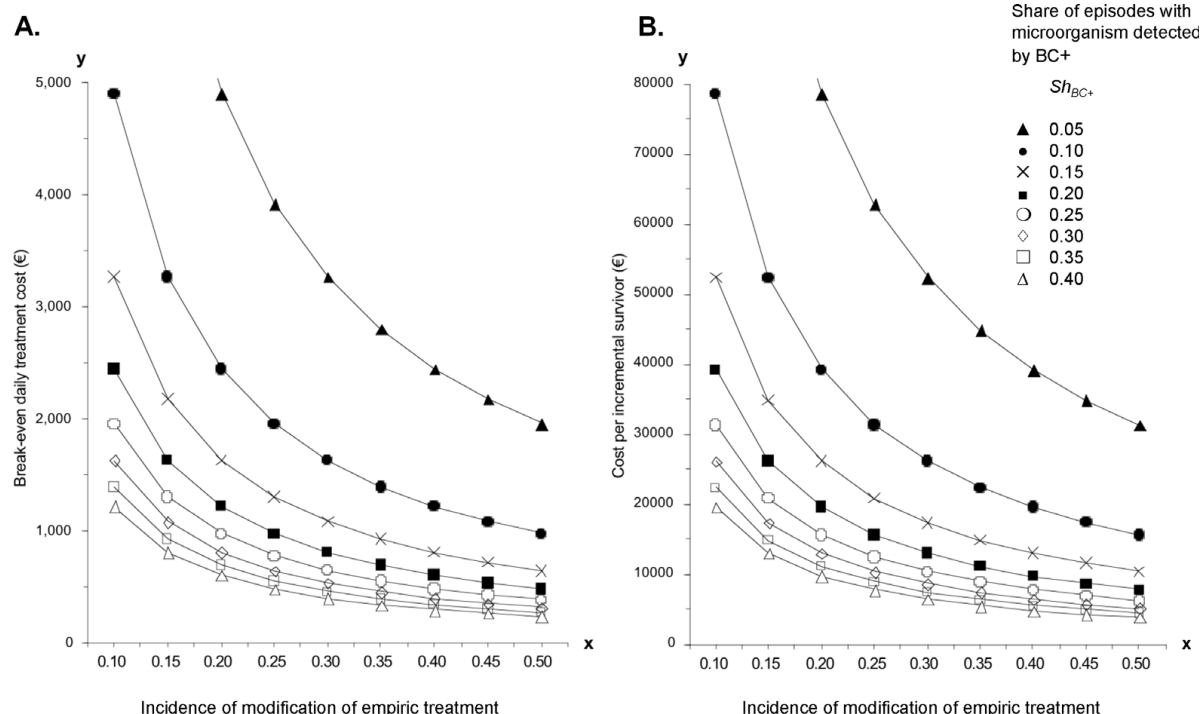 A.
y
5,000
4,000
3,000
2,000
1,000
0
Break-even daily treatment cost (€)
0.10 0.15 0.20 0.25 0.30 0.35 0.40 0.45 0.50
x
Incidence of modification of empiric treatment
B.
y
80000
70000
60000
50000
40000
30000
20000
10000
0
Cost per incremental survivor (€)
0.10 0.15 0.20 0.25 0.30 0.35 0.40 0.45 0.50
x
Incidence of modification of empiric treatment
Share of episodes with
microorganism detected
by BC+
ShBC+
0.05
0.10
0.15
0.20
0.25
0.30
0.35
0.40